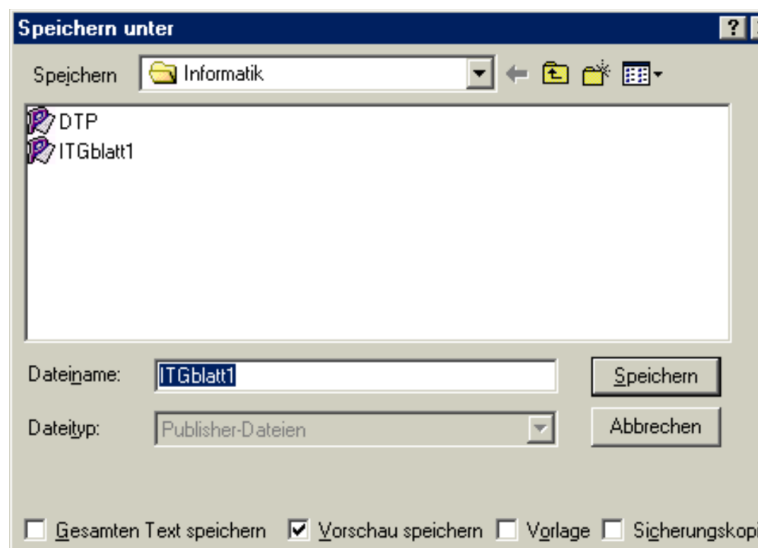 Speichern unter
Speichern Informatik
DTP
ITGblatt1
Dateiname: ITGblatt1 Speichern
Dateityp: Publisher-Dateien Abbrechen
Gesamten Text speichern Vorschau speichern Vorlage Sicherungskopi